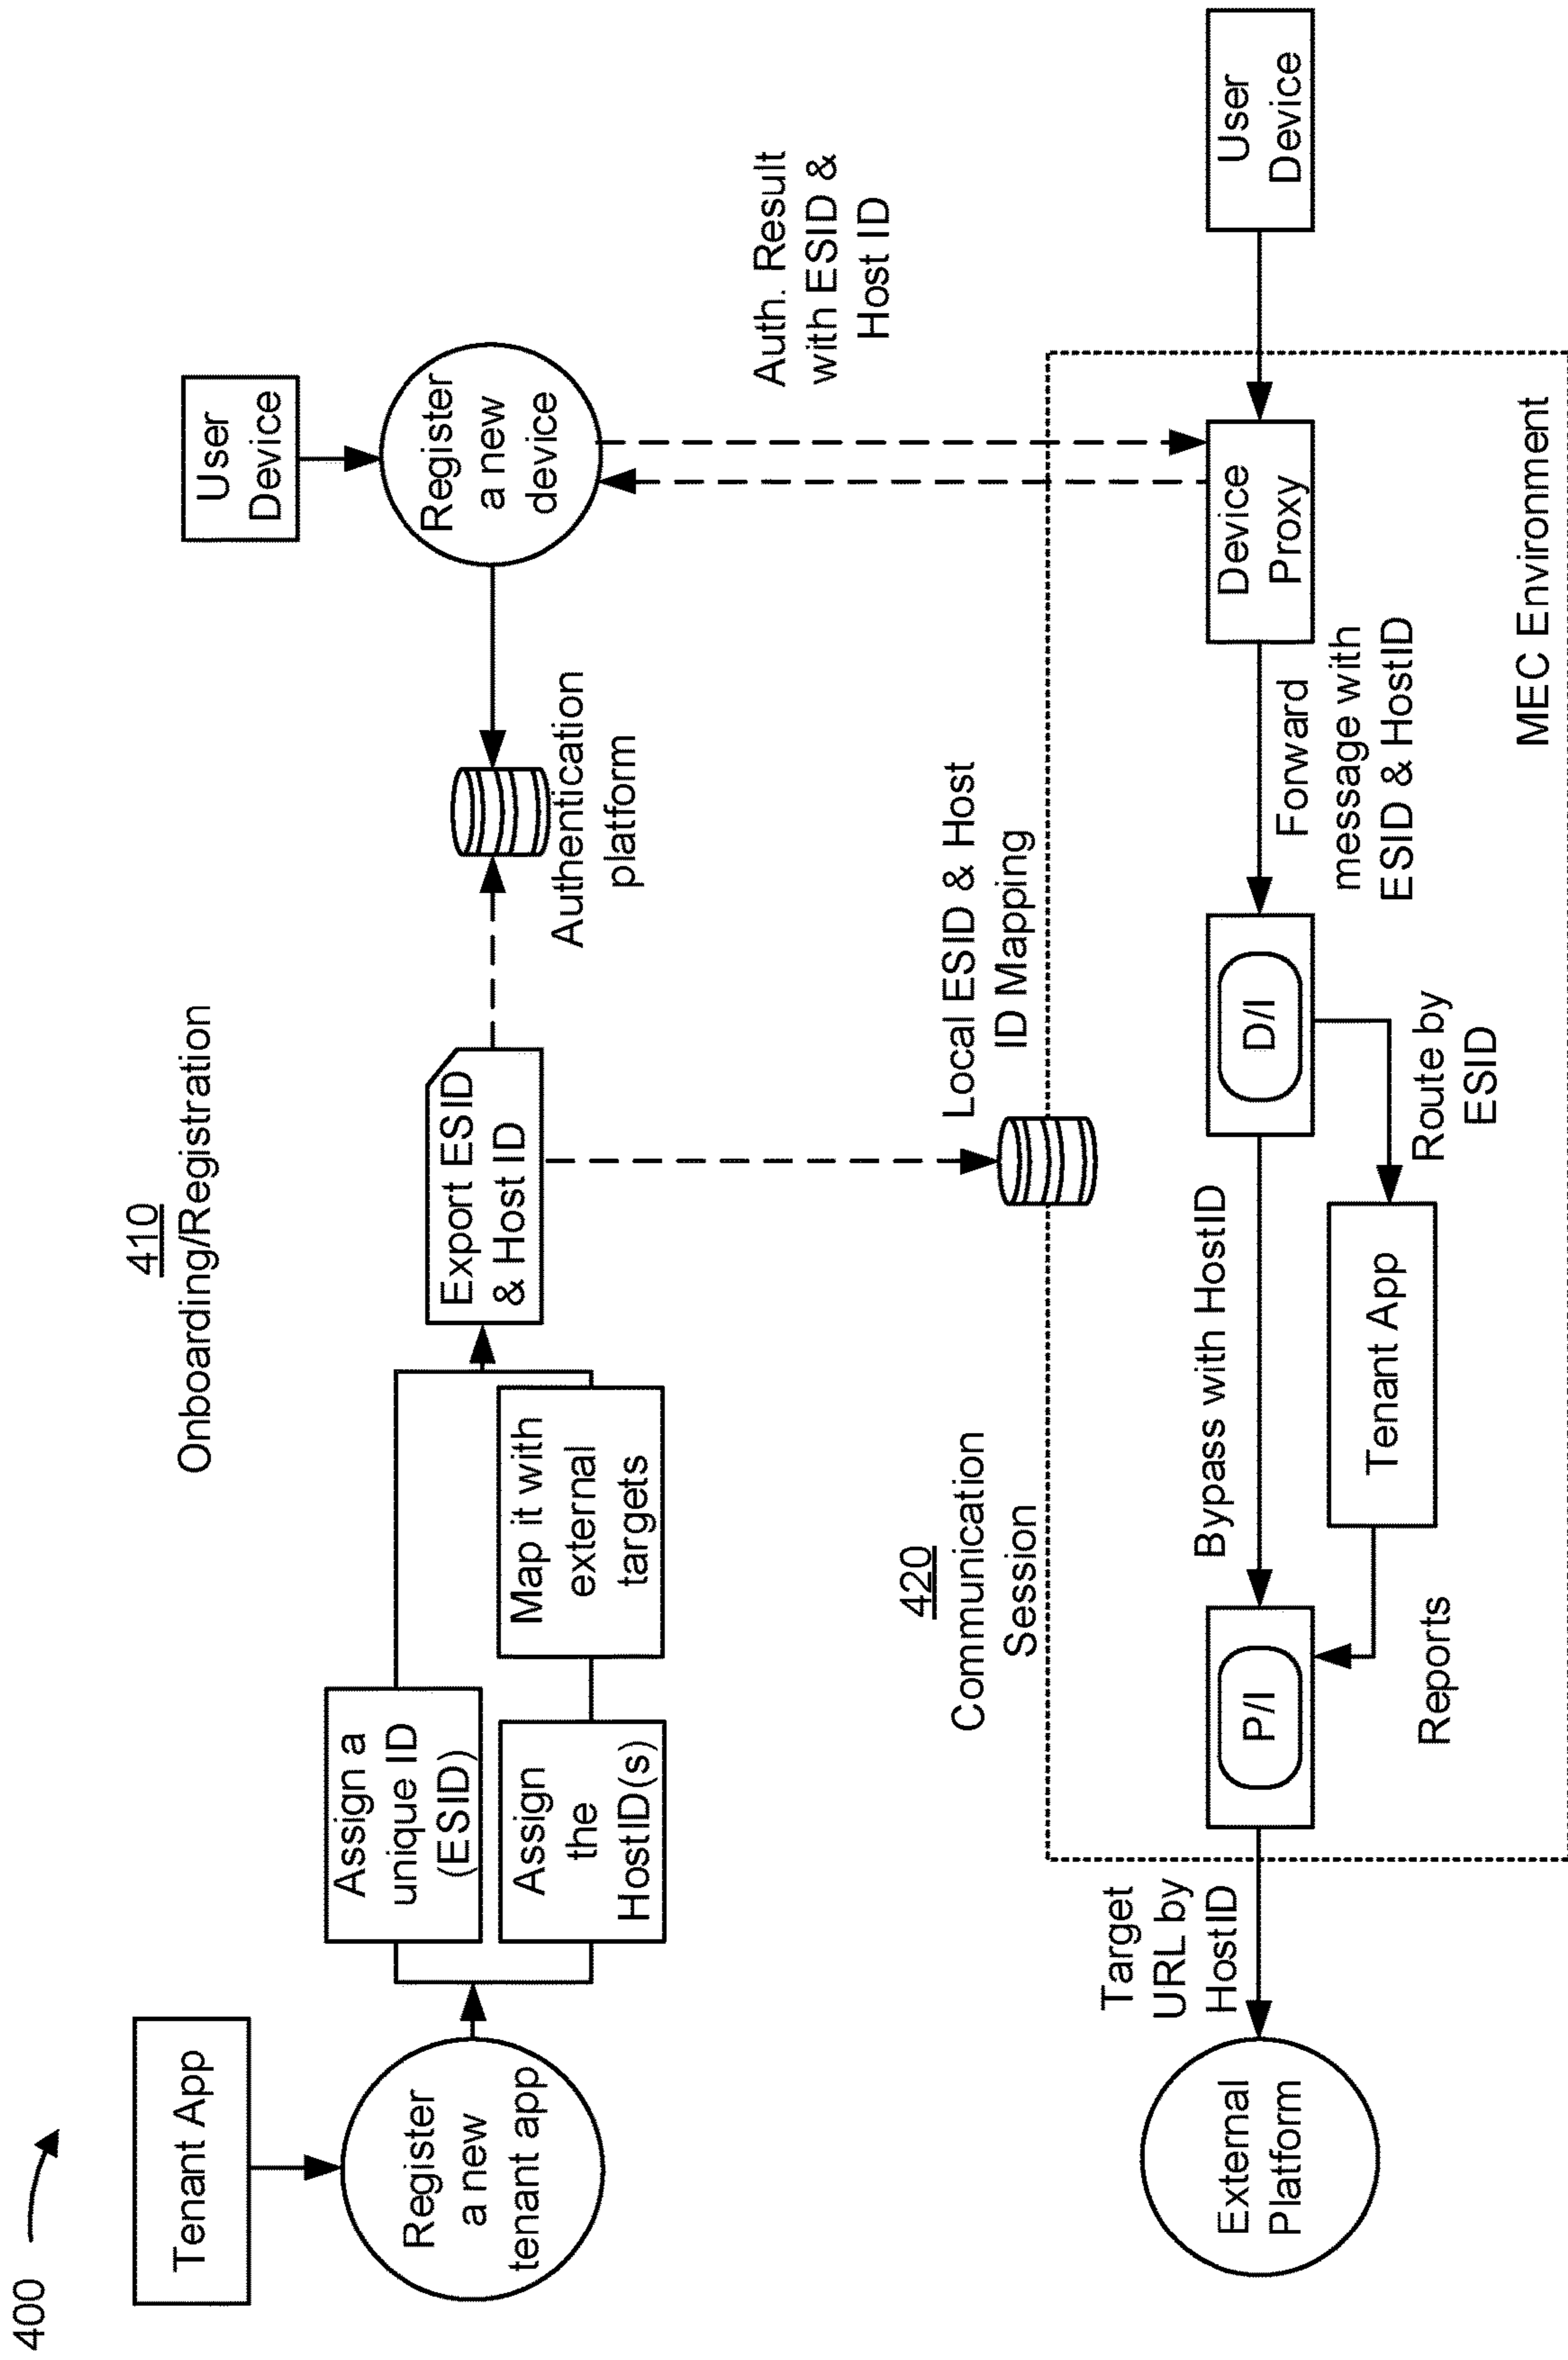 400
410
Onboarding/Registration
Tenant App
Register
a new
tenant app
Assign a
unique ID
(ESID)
Assign
the
HostID(s)
Map it with
external
targets
Export ESID
& Host ID
Authentication
platform
User
Device
Register
a new
device
Auth. Result
with ESID &
Host ID
Local ESID & Host
ID Mapping
420
Communication
Session
External
Platform
Target
URL by
HostID
P/I
Bypass with HostID
Reports
Tenant App
D/I
Route by
ESID
Forward
message with
ESID & HostID
Device
Proxy
User
Device
MEC Environment